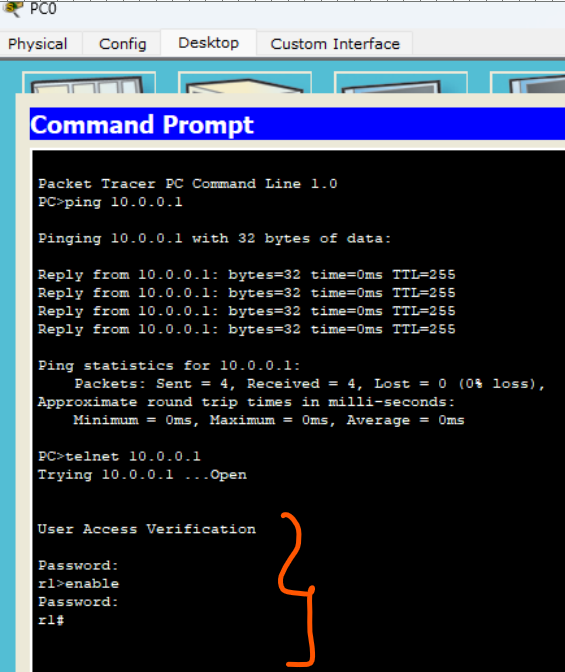 PC0
Physical Config Desktop Custom Interface
Command Prompt
Packet Tracer PC Command Line 1.0
PC>ping 10.0.0.1
Pinging 10.0.0.1 with 32 bytes of data:
Reply from 10.0.0.1: bytes=32 time=0ms TTL=255
Reply from 10.0.0.1: bytes=32 time=0ms TTL=255
Reply from 10.0.0.1: bytes=32 time=0ms TTL=255
Reply from 10.0.0.1: bytes=32 time=0ms TTL=255
Ping statistics for 10.0.0.1:
Packets: Sent = 4, Received = 4, Lost = 0 (0% loss),
Approximate round trip times in milli-seconds:
Minimum = 0ms, Maximum = 0ms, Average = 0ms
PC>telnet 10.0.0.1
Trying 10.0.0.1 ...Open
User Access Verification
Password:
r1>enable
Password:
r1#